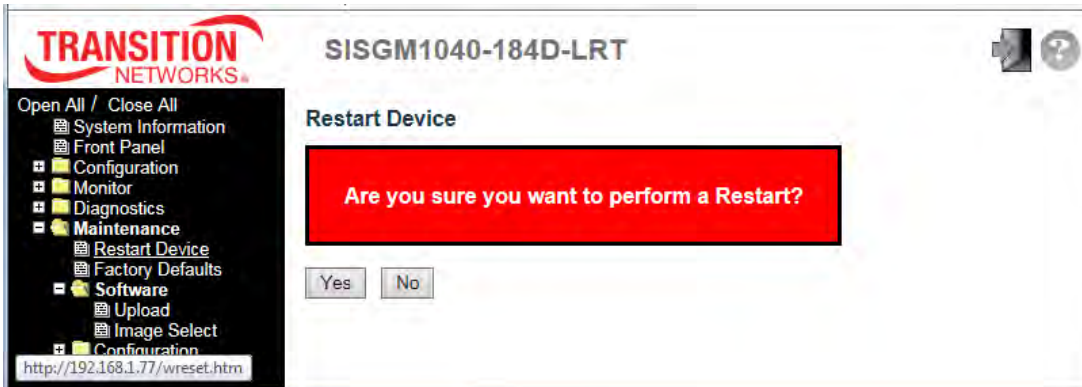 TRANSITION
NETWORKS®
SISGM1040-184D-LRT
?
Open All / Close All
System Information
Front Panel
Configuration
Monitor
Diagnostics
Maintenance
Restart Device
Factory Defaults
Software
Upload
Image Select
Configuration
http://192.168.1.77/wreset.htm
Restart Device
Are you sure you want to perform a Restart?
Yes No